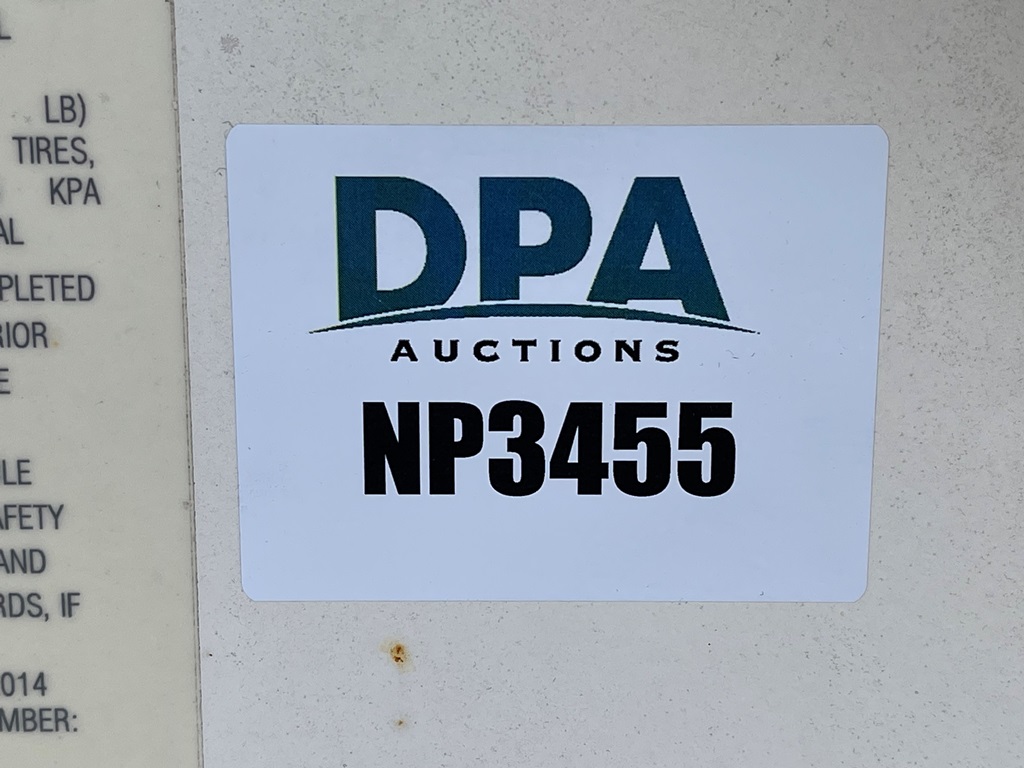 LB)
TIRES,
KPA
AL
PLETED
RIOR
E
LE
AFETY
AND
RDS, IF
014
MBER:
DPA
AUCTIONS
NP3455